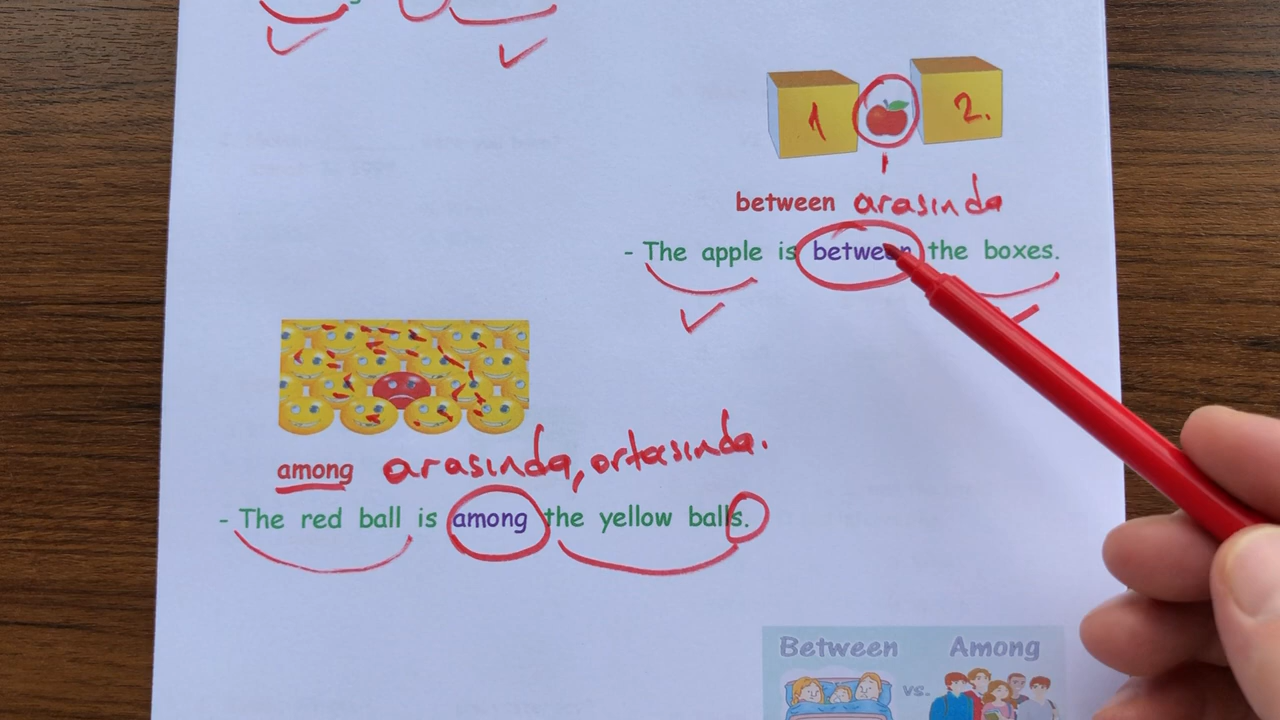 1
2.
between arasında
- The apple is between the boxes.
among arasında, ortasında.
- The red ball is among the yellow balls.
Between Among
vs.